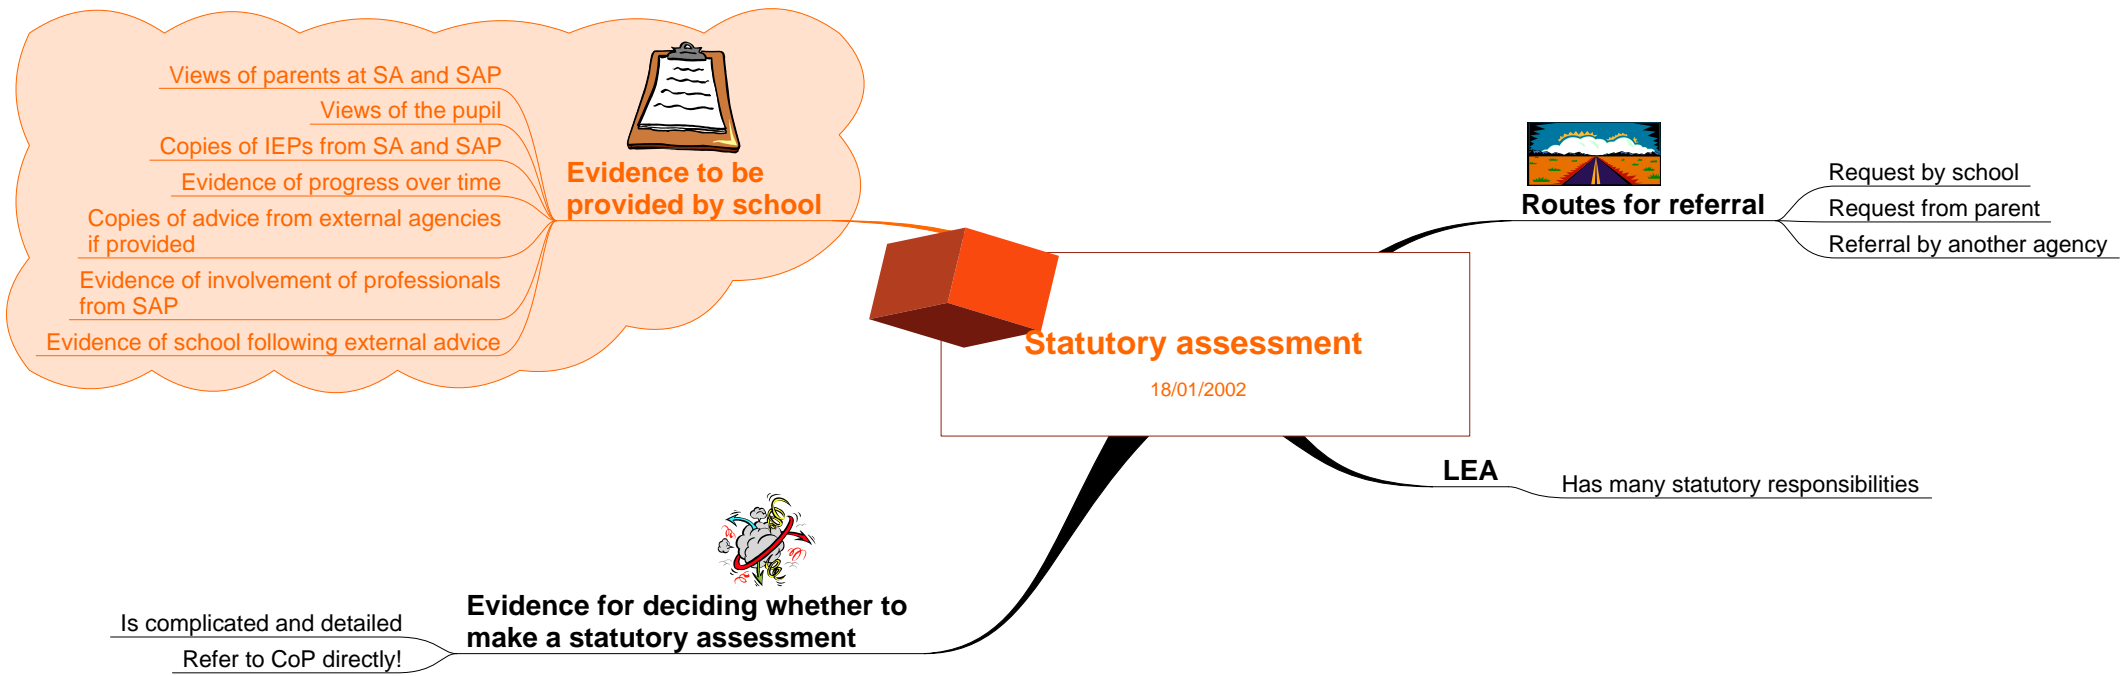 Views of parents at SA and SAP
Views of the pupil
Copies of IEPs from SA and SAP
Evidence of progress over time
Copies of advice from external agencies
if provided
Evidence of involvement of professionals
from SAP
Evidence of school following external advice
Evidence to be
provided by school
Routes for referral
Request by school
Request from parent
Referral by another agency
Statutory assessment
18/01/2002
LEA
Has many statutory responsibilities
Evidence for deciding whether to
make a statutory assessment
Is complicated and detailed
Refer to CoP directly!